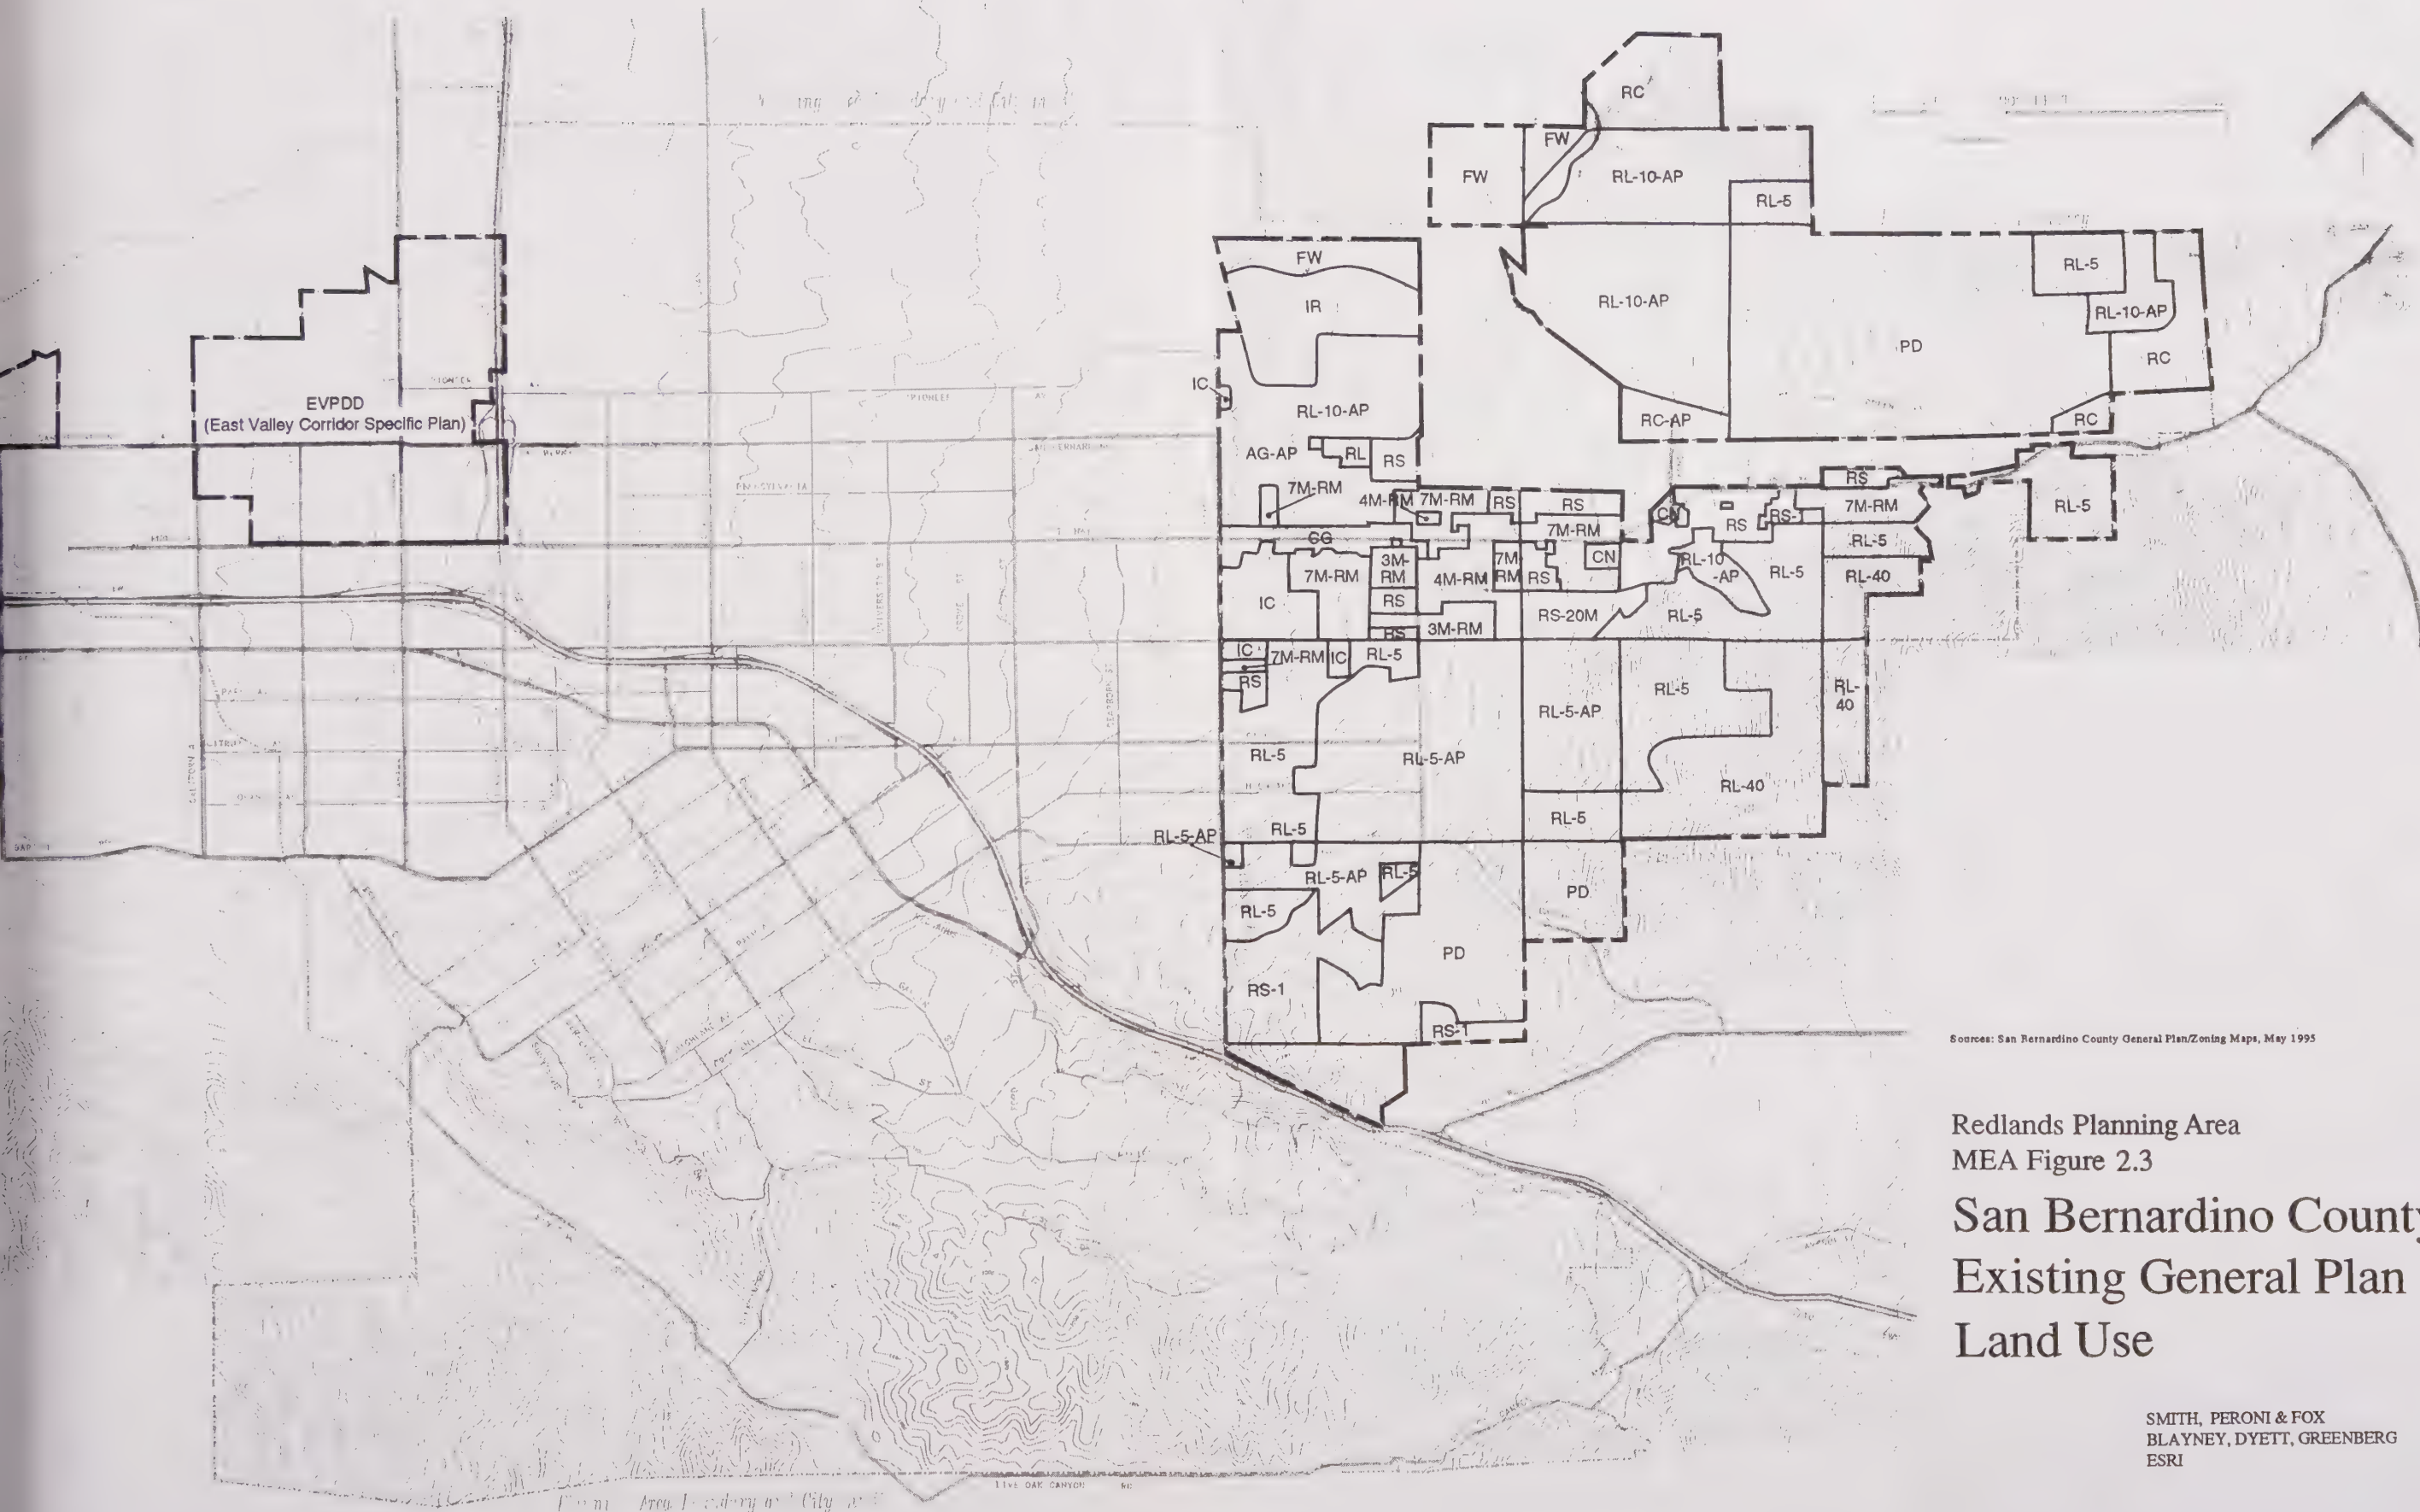 RC
FW
FW
RL-10-AP
RL-5
FW
IR
RL-10-AP
RL-5
RL-10-AP
PD
RC
IC
RL-10-AP
RC-AP
RC
EVPDD
(East Valley Corridor Specific Plan)
PIONEER
AG-AP
RL
RS
7M-RM
4M-RM
7M-RM
RS
RS
CN
RS
RS-1
RS
7M-RM
RL-5
CG
7M-RM
3M-
RM
4M-RM
7M
RM
RS
7M-RM
CN
RL-10
-AP
RL-5
RL-5
RL-40
IC
RS
RS
3M-RM
RS-20M
RL-5
IC
7M-RM
IC
RL-5
RS
RL-5-AP
RL-5
RL-
40
RL-5
RL-5-AP
RL-40
RL-5
RL-5
RL-5-AP
RL-5-AP
RL-5
PD
RL-5
PD
RS-1
RS-1
Sources: San Bernardino County General Plan/Zoning Maps, May 1995
Redlands Planning Area
MEA Figure 2.3
San Bernardino County
Existing General Plan
Land Use
SMITH, PERONI & FOX
BLAYNEY, DYETT, GREENBERG
ESRI
LIVE OAK CANYON